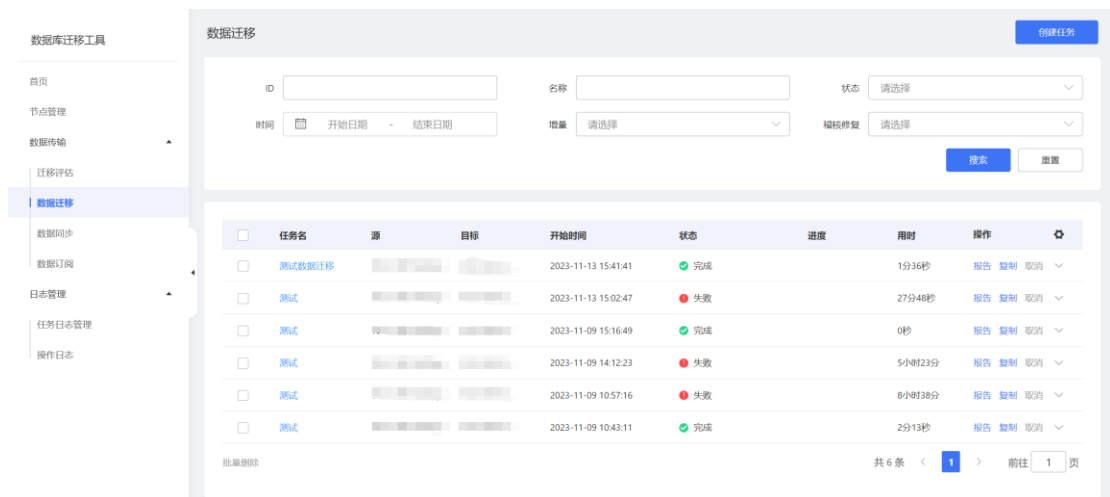 数据库迁移工具
首页
节点管理
数据传输
迁移评估
数据迁移
数据同步
数据订阅
日志管理
任务日志管理
操作日志
数据迁移
创建任务
ID
名称
状态 请选择
时间 开始日期 - 结束日期
增量 请选择
稽核修复 请选择
搜索 重置
任务名 源 目标 开始时间 状态 进度 用时 操作
测试数据迁移 2023-11-13 15:41:41 完成 1分36秒 报告 复制 取消
测试 2023-11-13 15:02:47 失败 27分48秒 报告 复制 取消
测试 2023-11-09 15:16:49 完成 0秒 报告 复制 取消
测试 2023-11-09 14:12:23 失败 5小时23分 报告 复制 取消
测试 2023-11-09 10:57:16 失败 8小时38分 报告 复制 取消
测试 2023-11-09 10:43:11 完成 2分13秒 报告 复制 取消
批量删除
共 6 条 1 前往 1 页